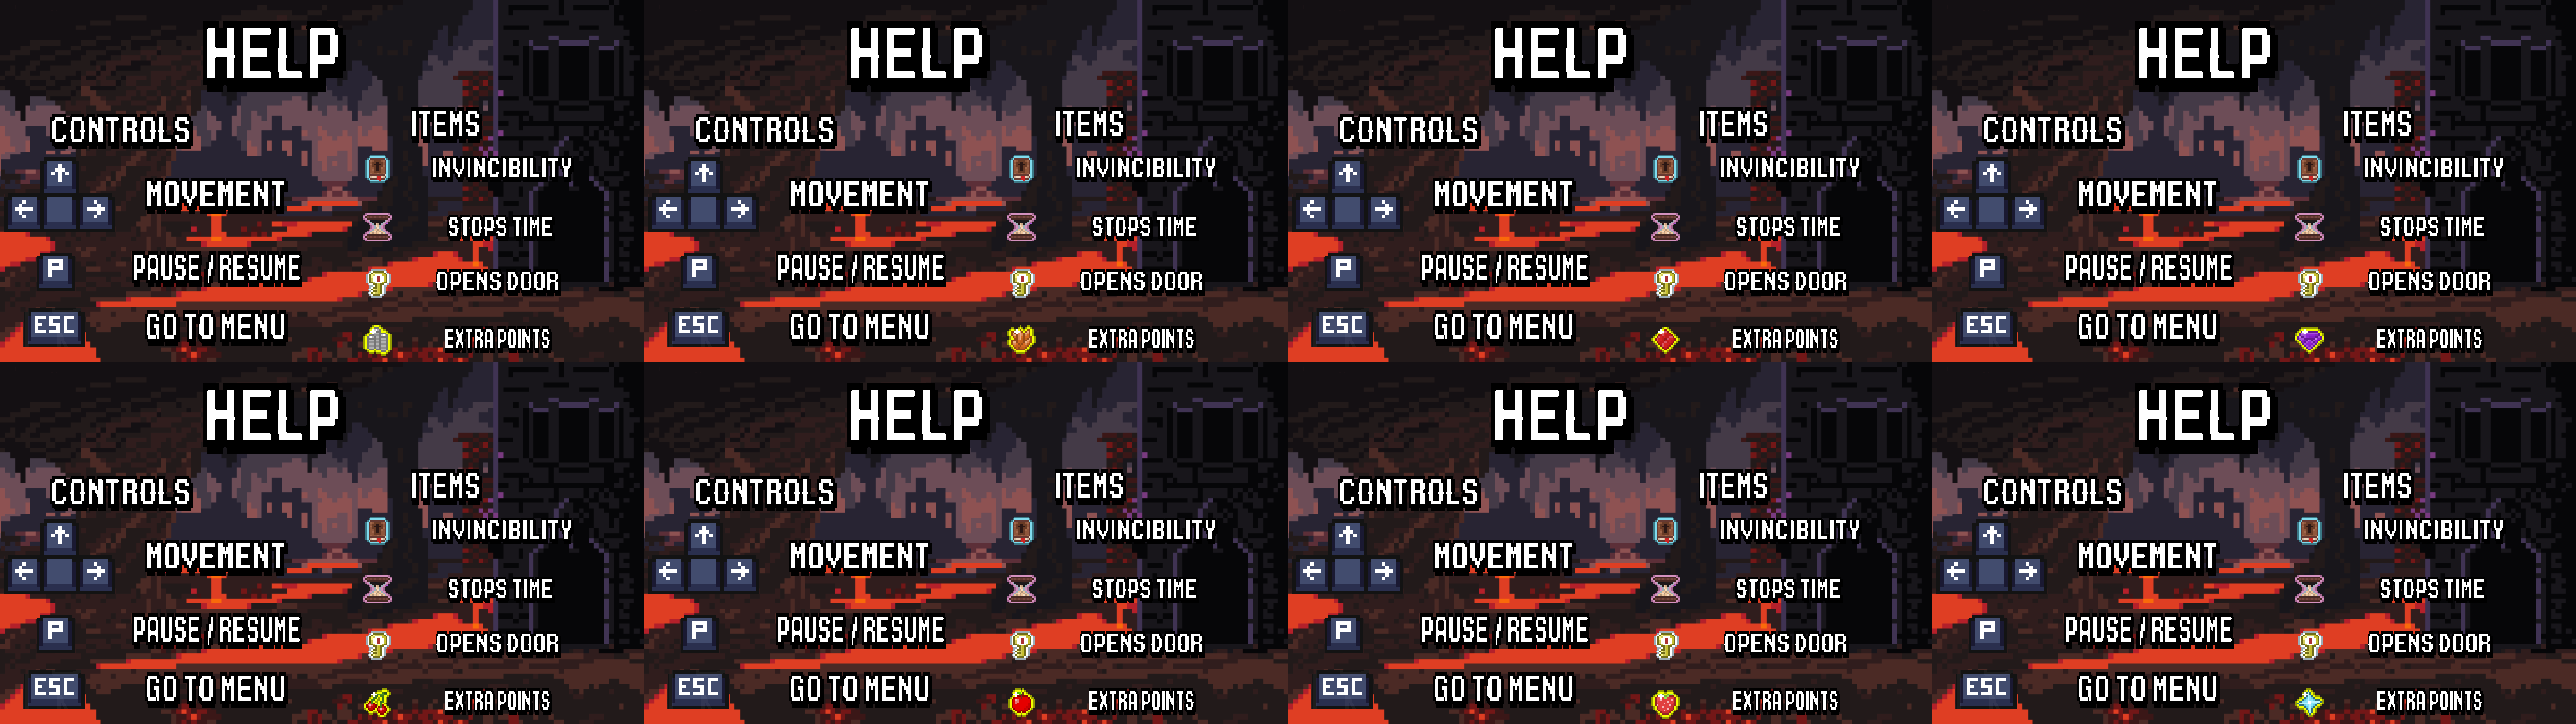 HELP
CONTROLS
ITEMS
INVINCIBILITY
MOVEMENT
STOPS TIME
P
PAUSE / RESUME
OPENS DOOR
ESC
GO TO MENU
EXTRA POINTS
HELP
CONTROLS
ITEMS
INVINCIBILITY
MOVEMENT
STOPS TIME
P
PAUSE / RESUME
OPENS DOOR
ESC
GO TO MENU
EXTRA POINTS
HELP
CONTROLS
ITEMS
INVINCIBILITY
MOVEMENT
STOPS TIME
P
PAUSE / RESUME
OPENS DOOR
ESC
GO TO MENU
EXTRA POINTS
HELP
CONTROLS
ITEMS
INVINCIBILITY
MOVEMENT
STOPS TIME
P
PAUSE / RESUME
OPENS DOOR
ESC
GO TO MENU
EXTRA POINTS
HELP
CONTROLS
ITEMS
INVINCIBILITY
MOVEMENT
STOPS TIME
P
PAUSE / RESUME
OPENS DOOR
ESC
GO TO MENU
EXTRA POINTS
HELP
CONTROLS
ITEMS
INVINCIBILITY
MOVEMENT
STOPS TIME
P
PAUSE / RESUME
OPENS DOOR
ESC
GO TO MENU
EXTRA POINTS
HELP
CONTROLS
ITEMS
INVINCIBILITY
MOVEMENT
STOPS TIME
P
PAUSE / RESUME
OPENS DOOR
ESC
GO TO MENU
EXTRA POINTS
HELP
CONTROLS
ITEMS
INVINCIBILITY
MOVEMENT
STOPS TIME
P
PAUSE / RESUME
OPENS DOOR
ESC
GO TO MENU
EXTRA POINTS